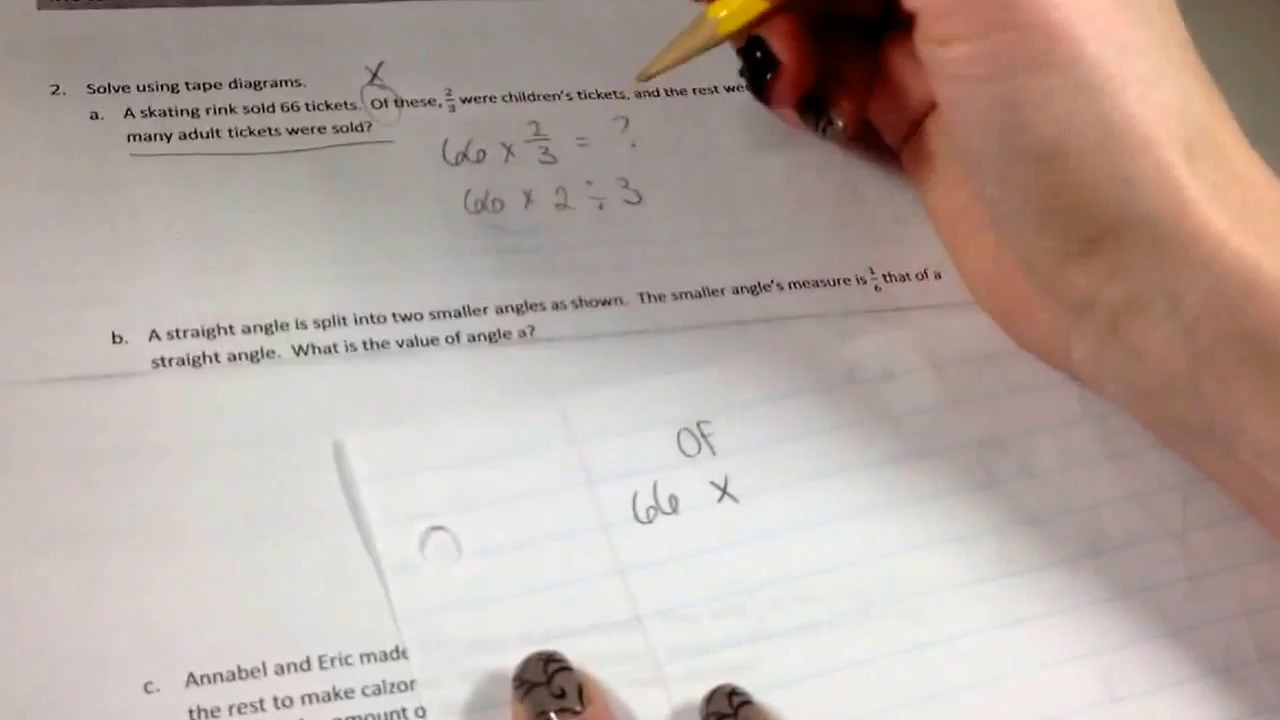 2. Solve using tape diagrams.
X
a. A skating rink sold 66 tickets. Of these, 2/3 were children's tickets, and the rest
many adult tickets were sold?
66 x 2/3 = ?
66 x 2 ÷ 3
b. A straight angle is split into two smaller angles as shown. The smaller angle's measure is 1/6 that of a
straight angle. What is the value of angle a?
OF
66 x
c. Annabel and Eric made
the rest to make